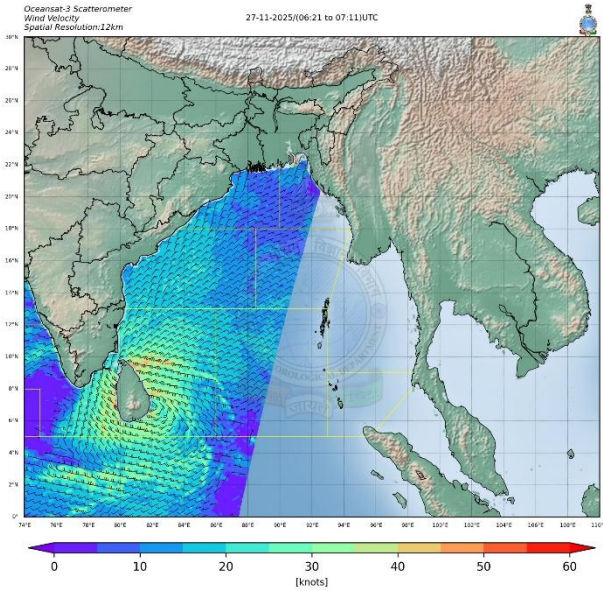 Oceansat-3 Scatterometer
Wind Velocity
Spatial Resolution:12km
27-11-2025/(06:21 to 07:11)UTC
30°N
28°N
26°N
24°N
22°N
20°N
18°N
16°N
14°N
12°N
10°N
8°N
6°N
4°N
2°N
0°
74°E 76°E 78°E 80°E 82°E 84°E 86°E 88°E 90°E 92°E 94°E 96°E 98°E 100°E 102°E 104°E 106°E 108°E 110°E
0 10 20 30 40 50 60
[knots]